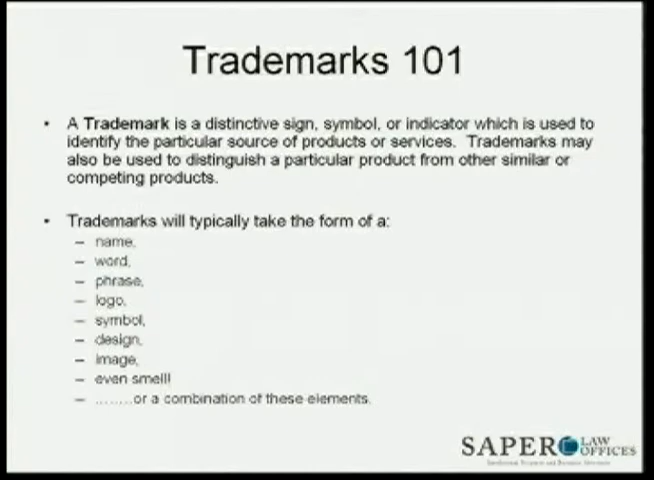 Trademarks 101
• A Trademark is a distinctive sign, symbol, or indicator which is used to
identify the particular source of products or services. Trademarks may
also be used to distinguish a particular product from other similar or
competing products.
• Trademarks will typically take the form of a:
– name,
– word,
– phrase,
– logo,
– symbol,
– design,
– image,
– even smell!
– ........or a combination of these elements.
SAPER LAW
OFFICES